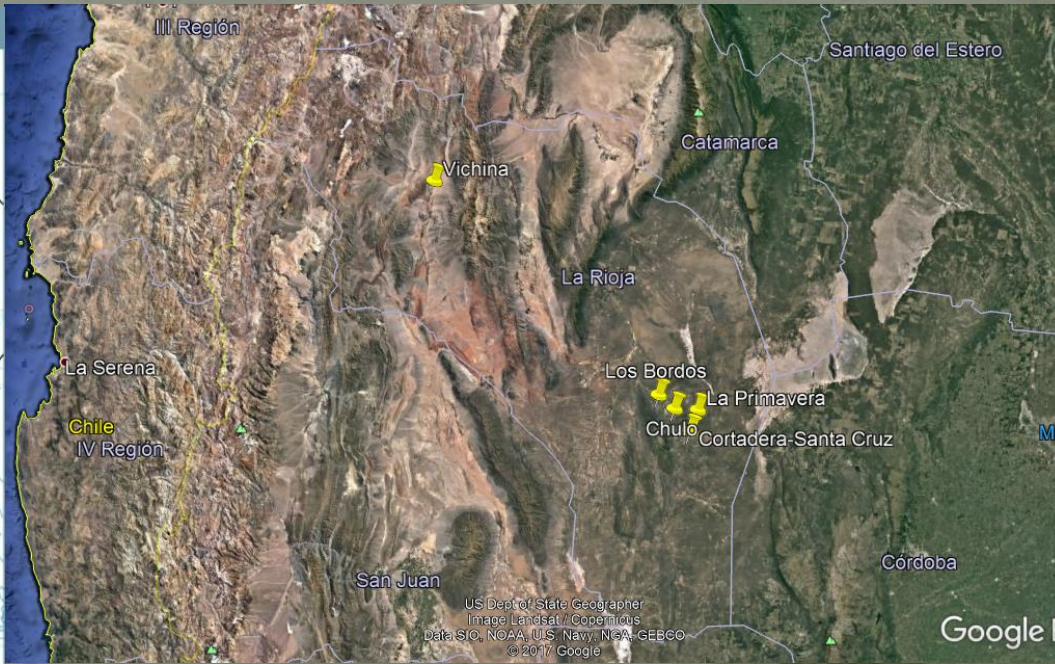 III Región
Santiago del Estero
Catamarca
Vichina
La Rioja
La Serena
Los Bordos
La Primavera
Chile
IV Región
Chulo
Cortadera-Santa Cruz
Córdoba
San Juan
US Dept of State Geographer
Image Landsat / Copernicus
Data SIO, NOAA, U.S. Navy, NGA, GEBCO
© 2017 Google
Google